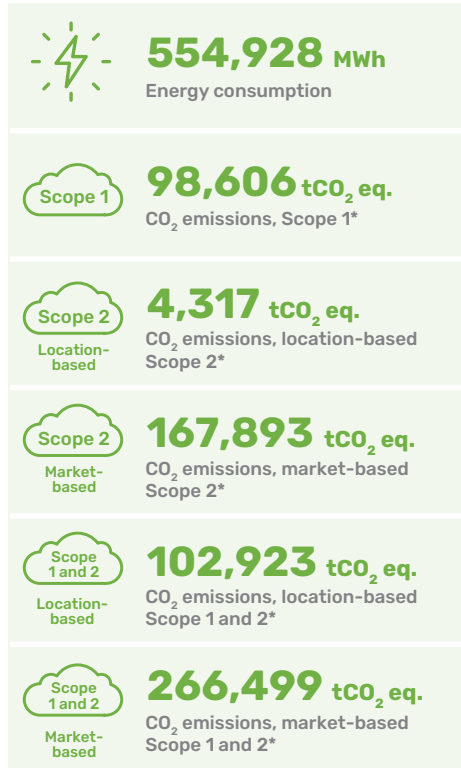 554,928 MWh
Energy consumption
Scope 1
98,606 tCO₂ eq.
CO₂ emissions, Scope 1*
Scope 2
Location-
based
4,317 tCO₂ eq.
CO₂ emissions, location-based
Scope 2*
Scope 2
Market-
based
167,893 tCO₂ eq.
CO₂ emissions, market-based
Scope 2*
Scope
1 and 2
Location-
based
102,923 tCO₂ eq.
CO₂ emissions, location-based
Scope 1 and 2*
Scope
1 and 2
Market-
based
266,499 tCO₂ eq.
CO₂ emissions, market-based
Scope 1 and 2*